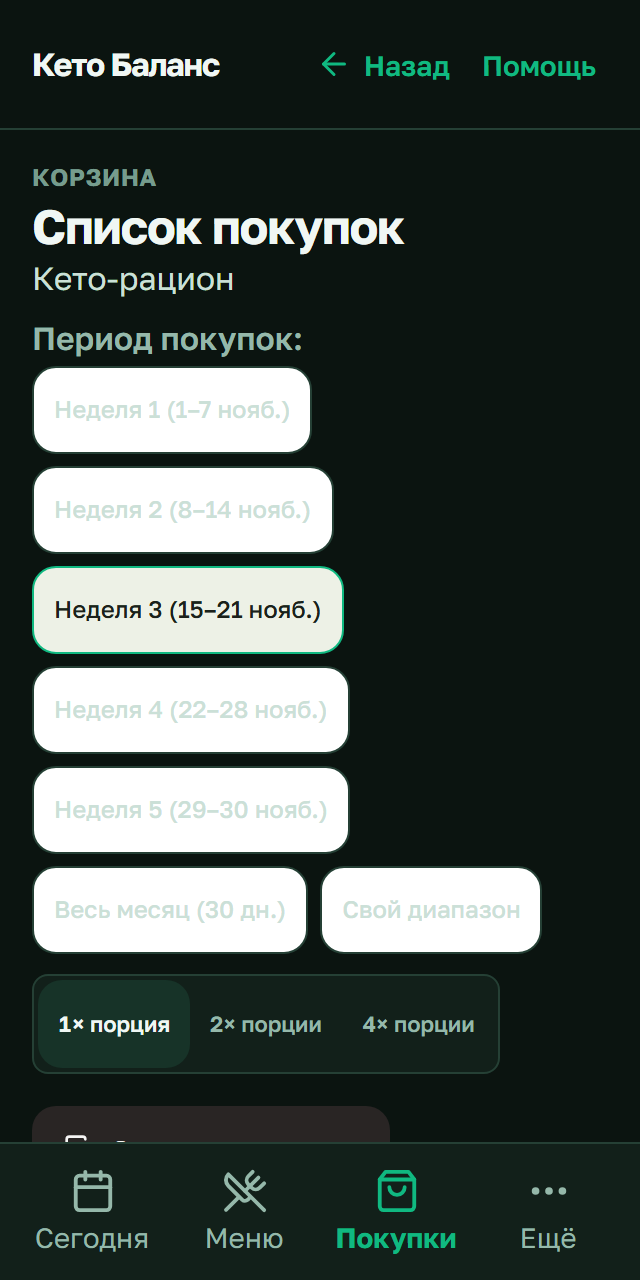 Кето Баланс
← Назад Помощь
КОРЗИНА
Список покупок
Кето-рацион
Период покупок:
Неделя 1 (1–7 нояб.)
Неделя 2 (8–14 нояб.)
Неделя 3 (15–21 нояб.)
Неделя 4 (22–28 нояб.)
Неделя 5 (29–30 нояб.)
Весь месяц (30 дн.) Свой диапазон
1× порция 2× порции 4× порции
Сегодня Меню Покупки Ещё